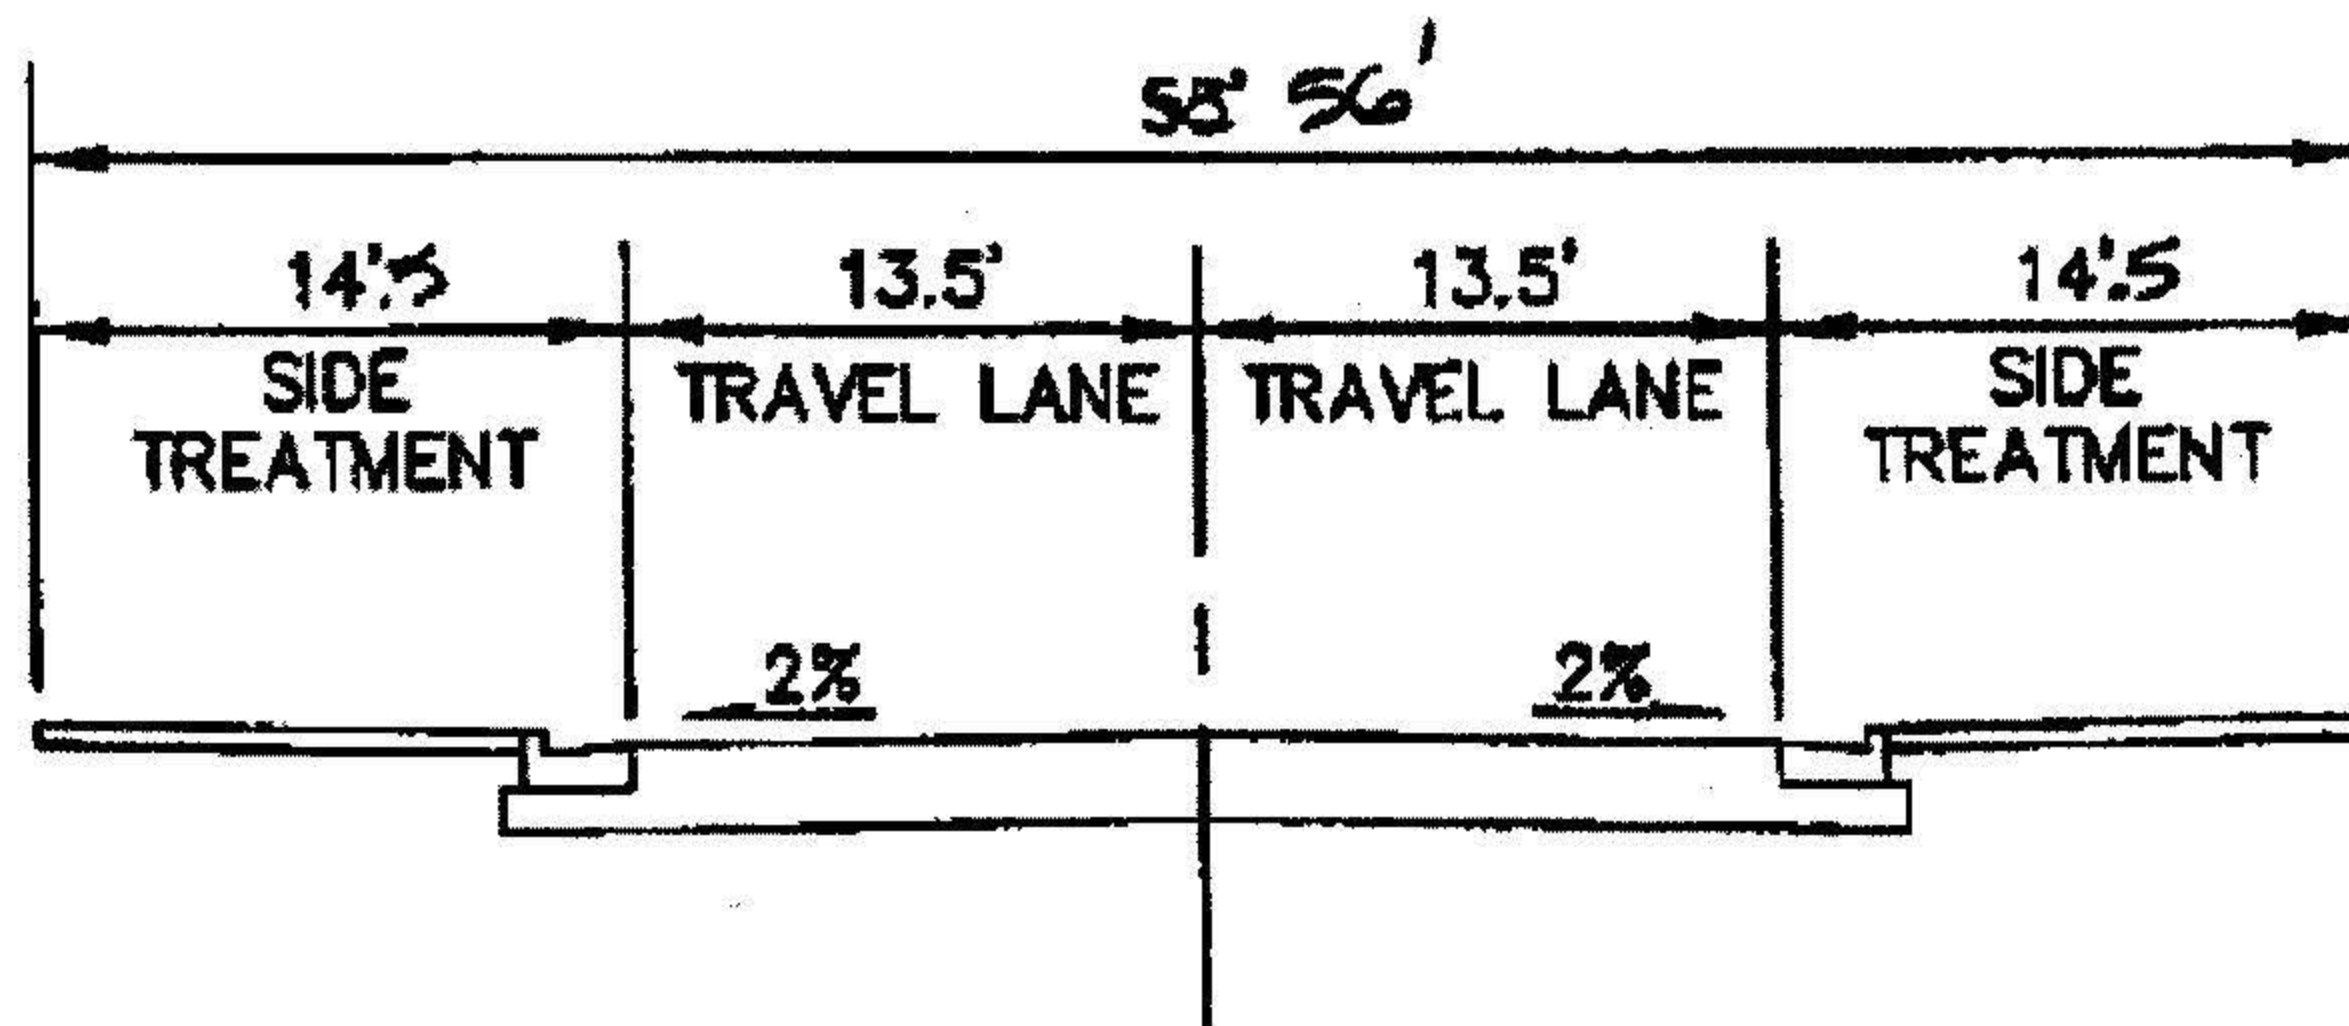 55' 56'
14'.5 13.5' 13.5' 14'.5
SIDE TREATMENT TRAVEL LANE TRAVEL LANE SIDE TREATMENT
2% 2%